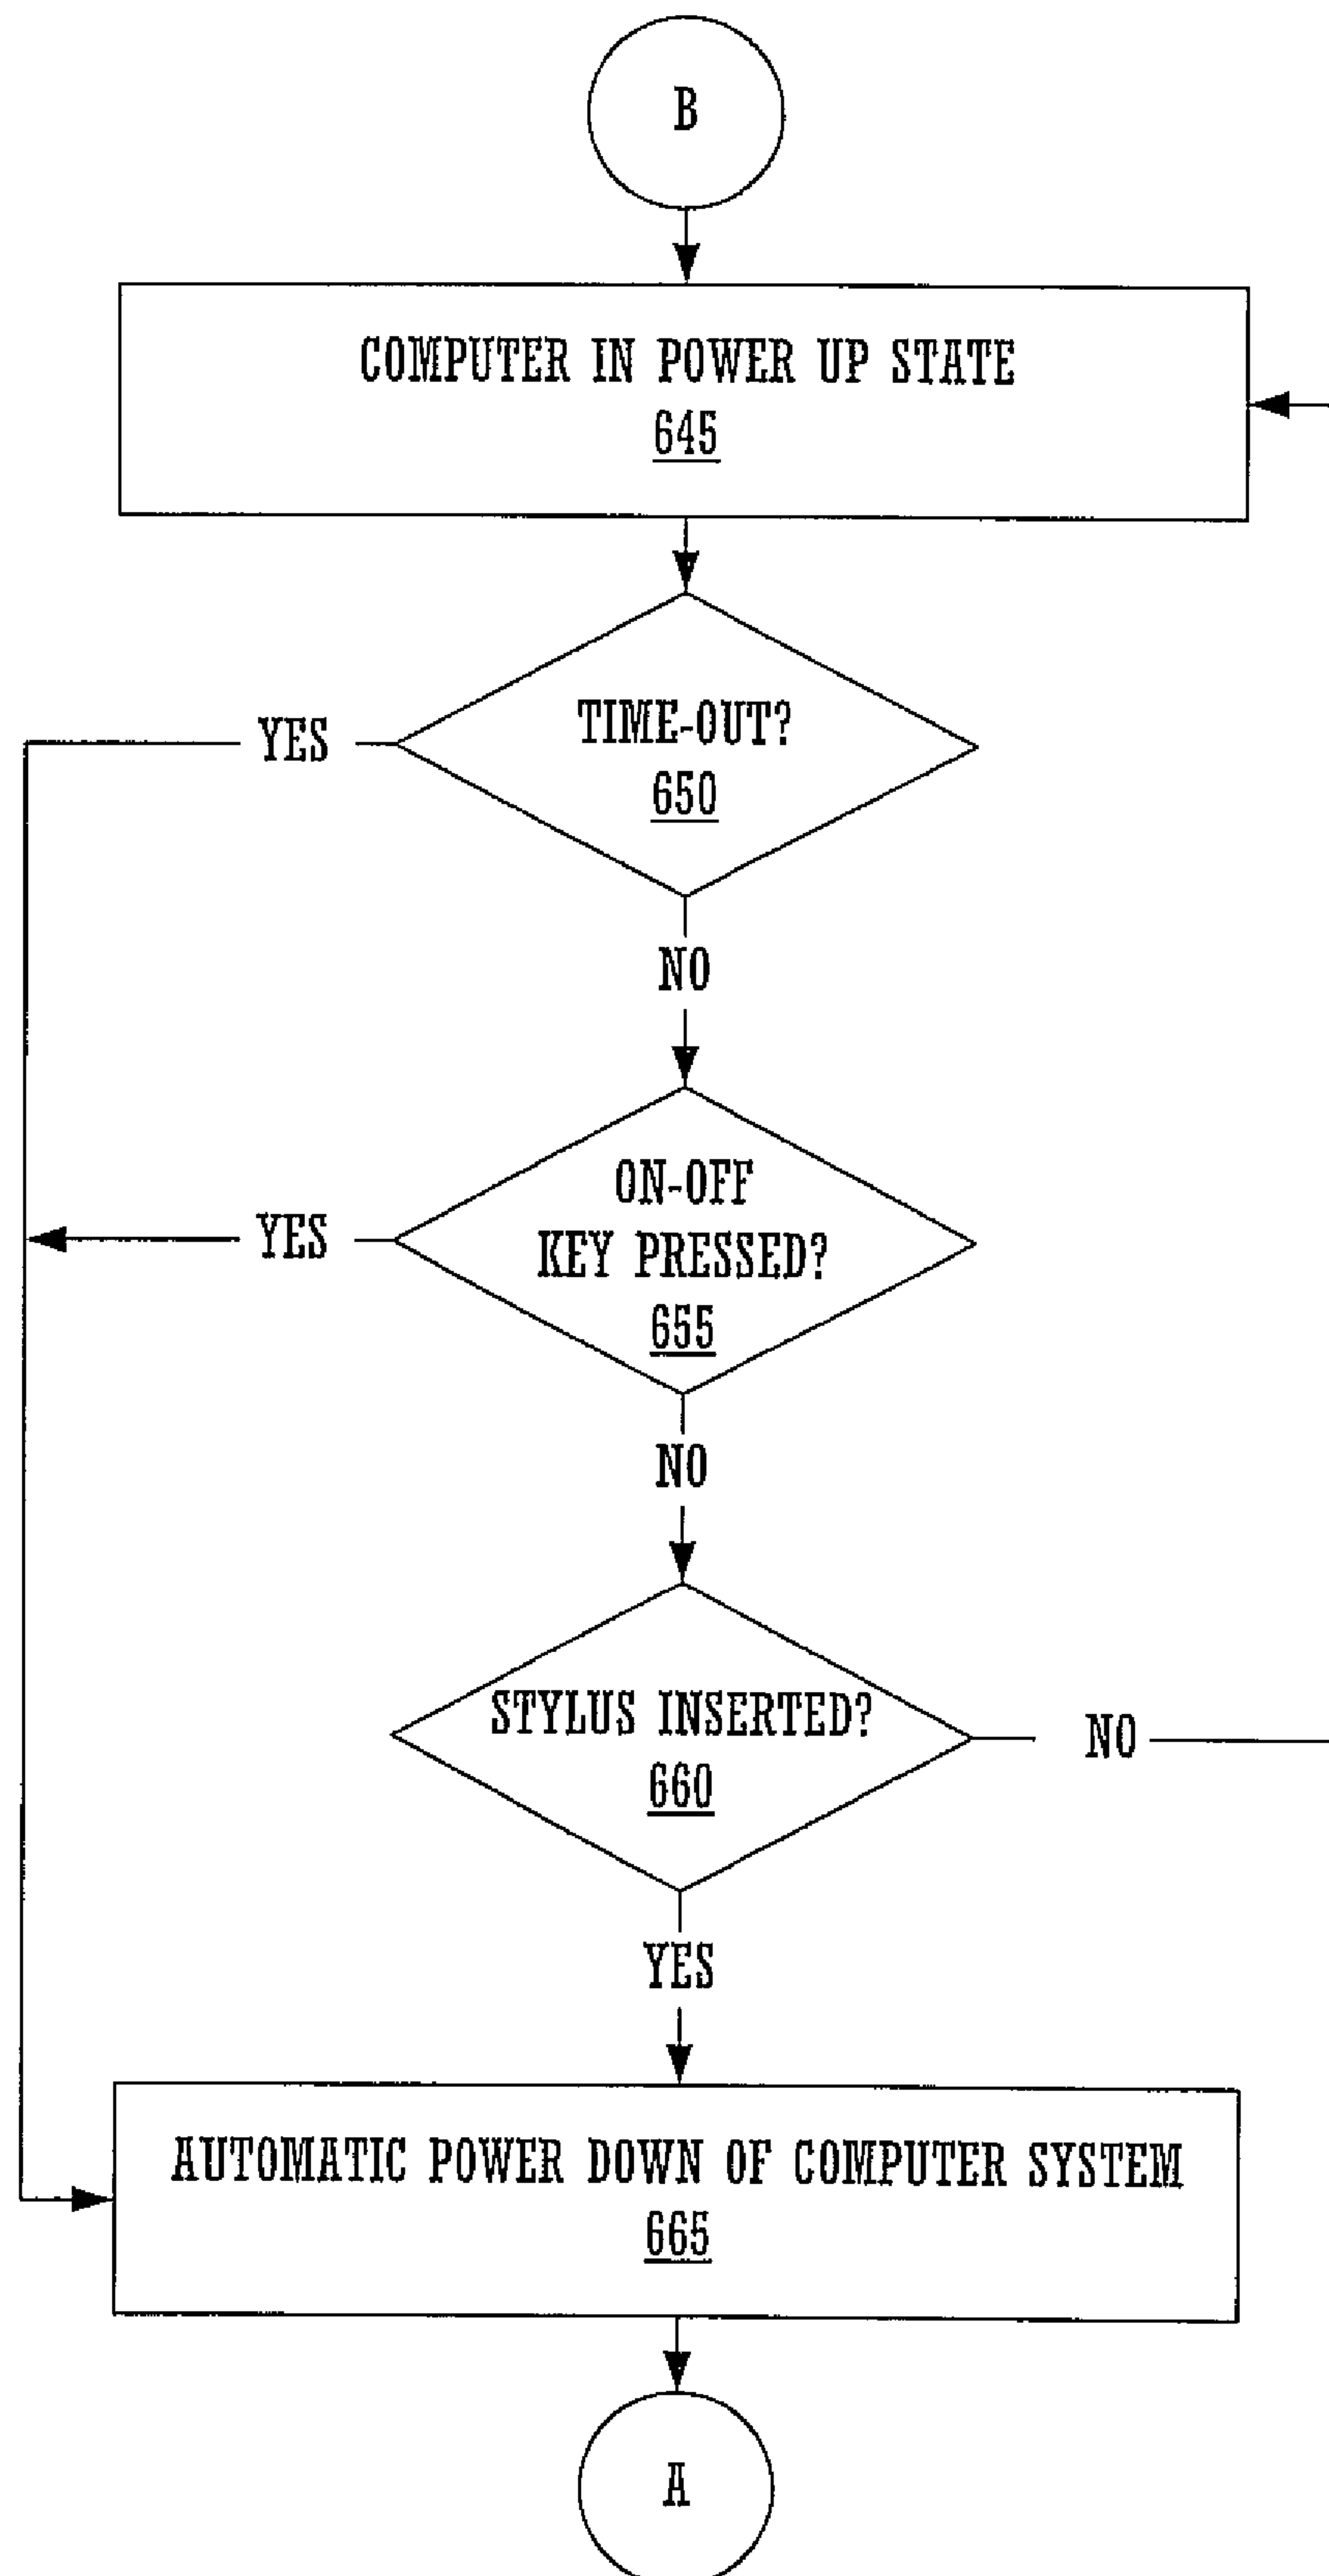 B
COMPUTER IN POWER UP STATE
645
TIME-OUT?
650
YES
NO
ON-OFF
KEY PRESSED?
655
YES
NO
STYLUS INSERTED?
660
NO
YES
AUTOMATIC POWER DOWN OF COMPUTER SYSTEM
665
A